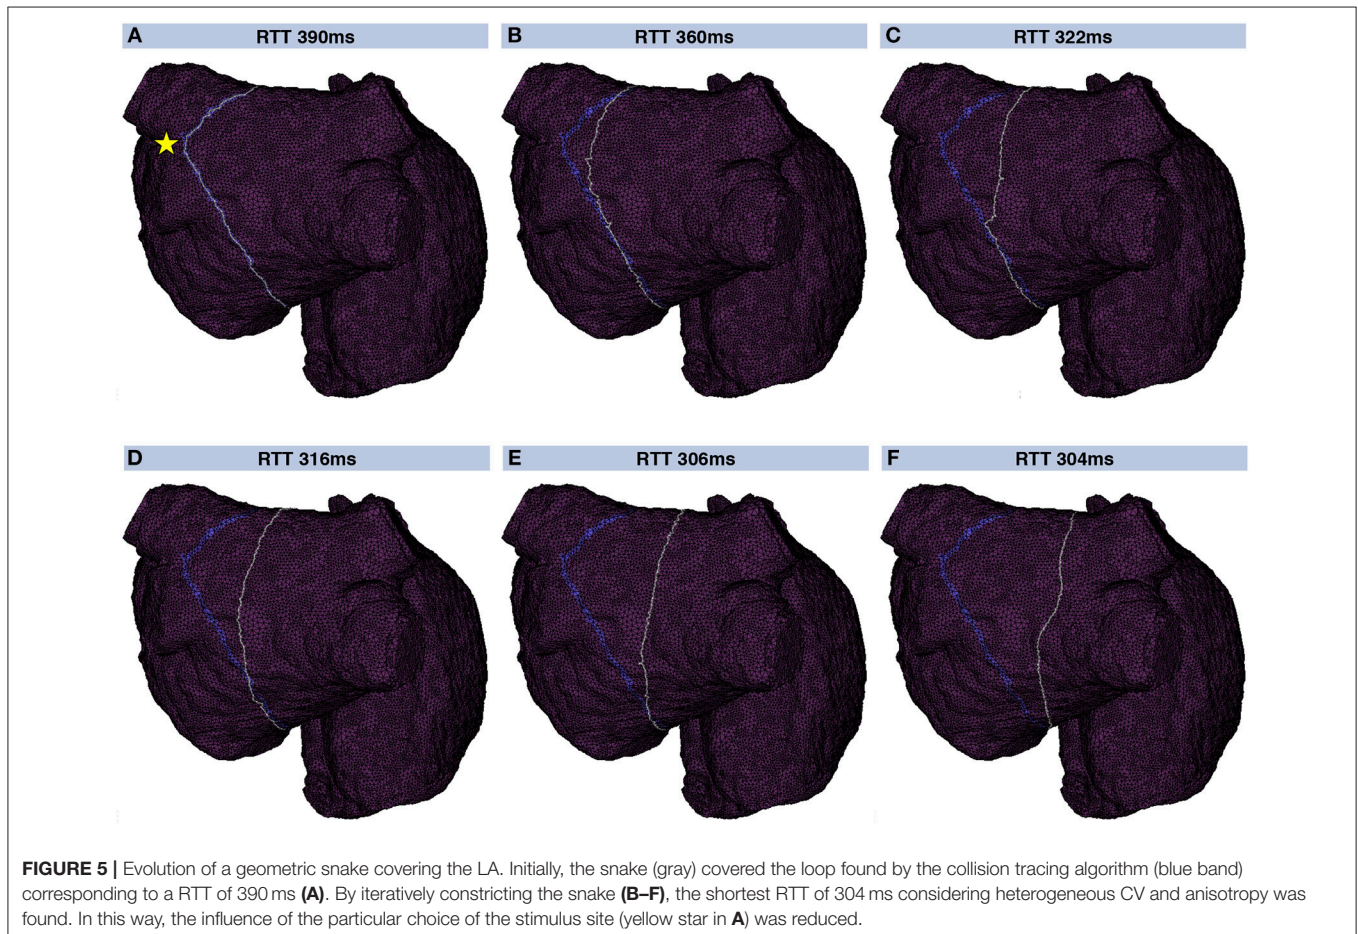 A RTT 390ms
B RTT 360ms
C RTT 322ms
D RTT 316ms
E RTT 306ms
F RTT 304ms
FIGURE 5 | Evolution of a geometric snake covering the LA. Initially, the snake (gray) covered the loop found by the collision tracing algorithm (blue band)
corresponding to a RTT of 390 ms (A). By iteratively constricting the snake (B–F), the shortest RTT of 304 ms considering heterogeneous CV and anisotropy was
found. In this way, the influence of the particular choice of the stimulus site (yellow star in A) was reduced.